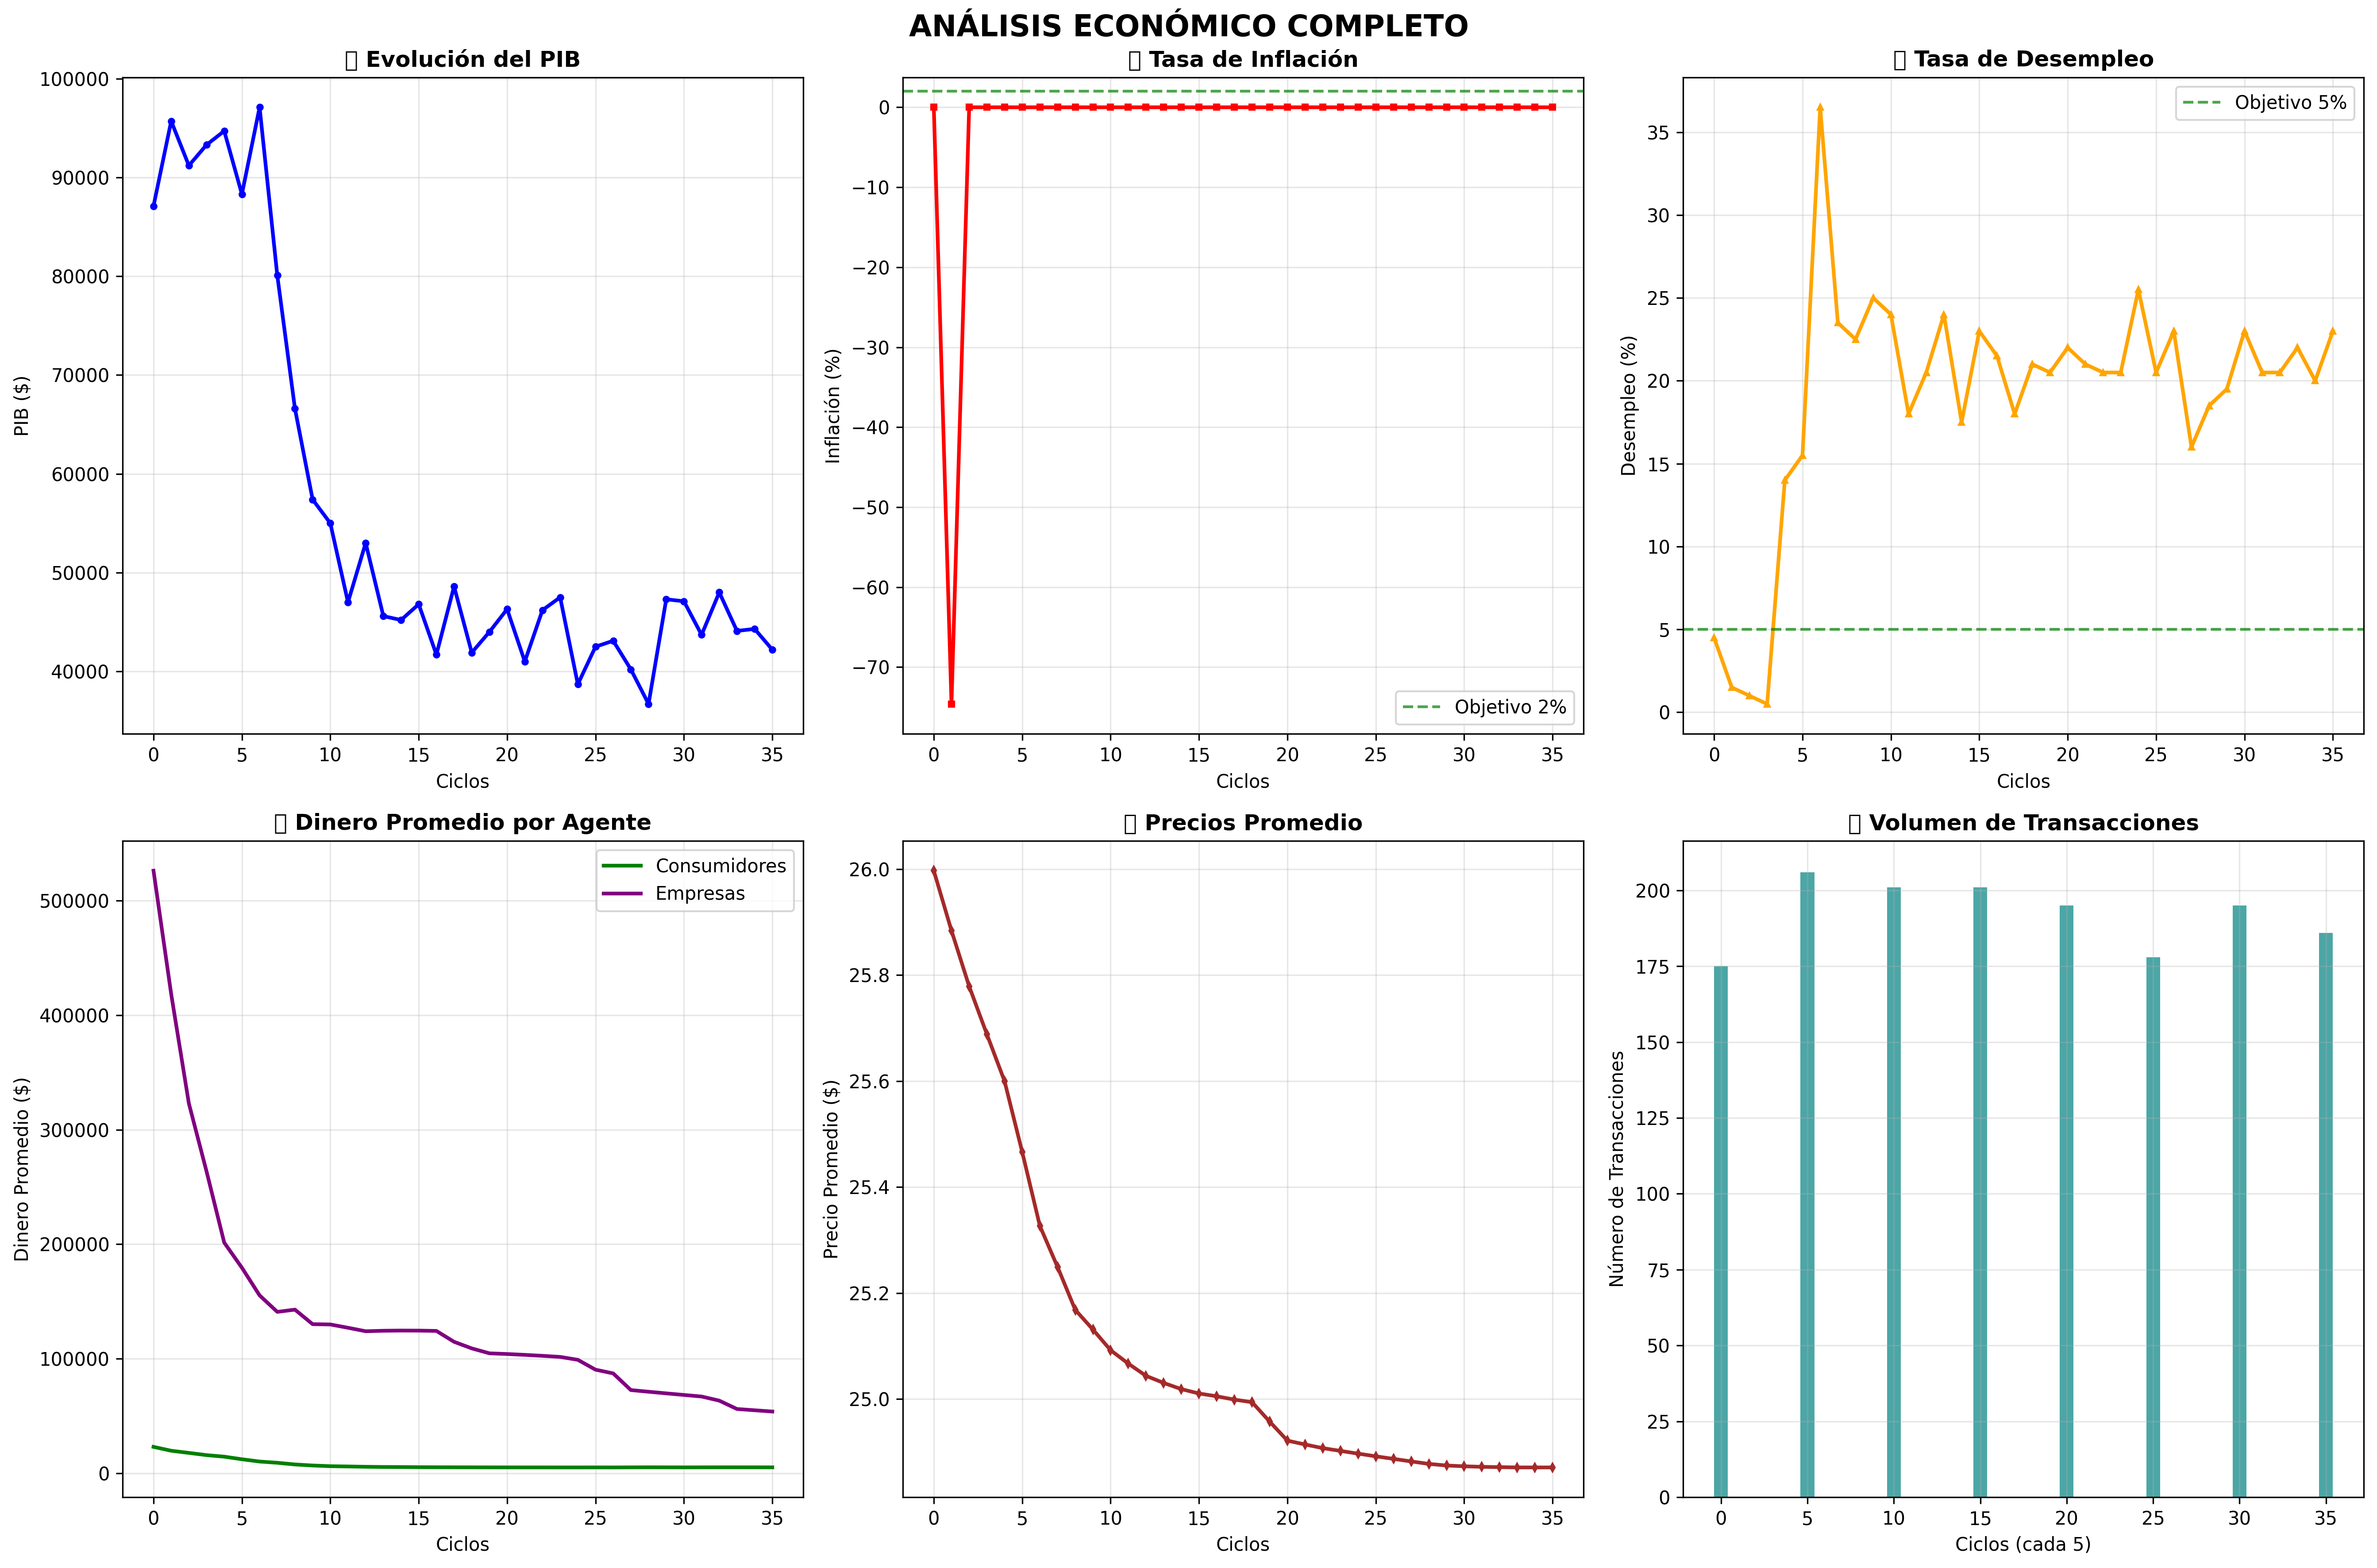 ANÁLISIS ECONÓMICO COMPLETO
Evolución del PIB
100000
90000
80000
70000
60000
50000
40000
PIB ($)
0 5 10 15 20 25 30 35
Ciclos
Tasa de Inflación
0
−10
−20
−30
−40
−50
−60
−70
Inflación (%)
Objetivo 2%
0 5 10 15 20 25 30 35
Ciclos
Tasa de Desempleo
Objetivo 5%
35
30
25
20
15
10
5
0
Desempleo (%)
0 5 10 15 20 25 30 35
Ciclos
Dinero Promedio por Agente
Consumidores
Empresas
500000
400000
300000
200000
100000
0
Dinero Promedio ($)
0 5 10 15 20 25 30 35
Ciclos
Precios Promedio
26.0
25.8
25.6
25.4
25.2
25.0
Precio Promedio ($)
0 5 10 15 20 25 30 35
Ciclos
Volumen de Transacciones
200
175
150
125
100
75
50
25
0
Número de Transacciones
0 5 10 15 20 25 30 35
Ciclos (cada 5)